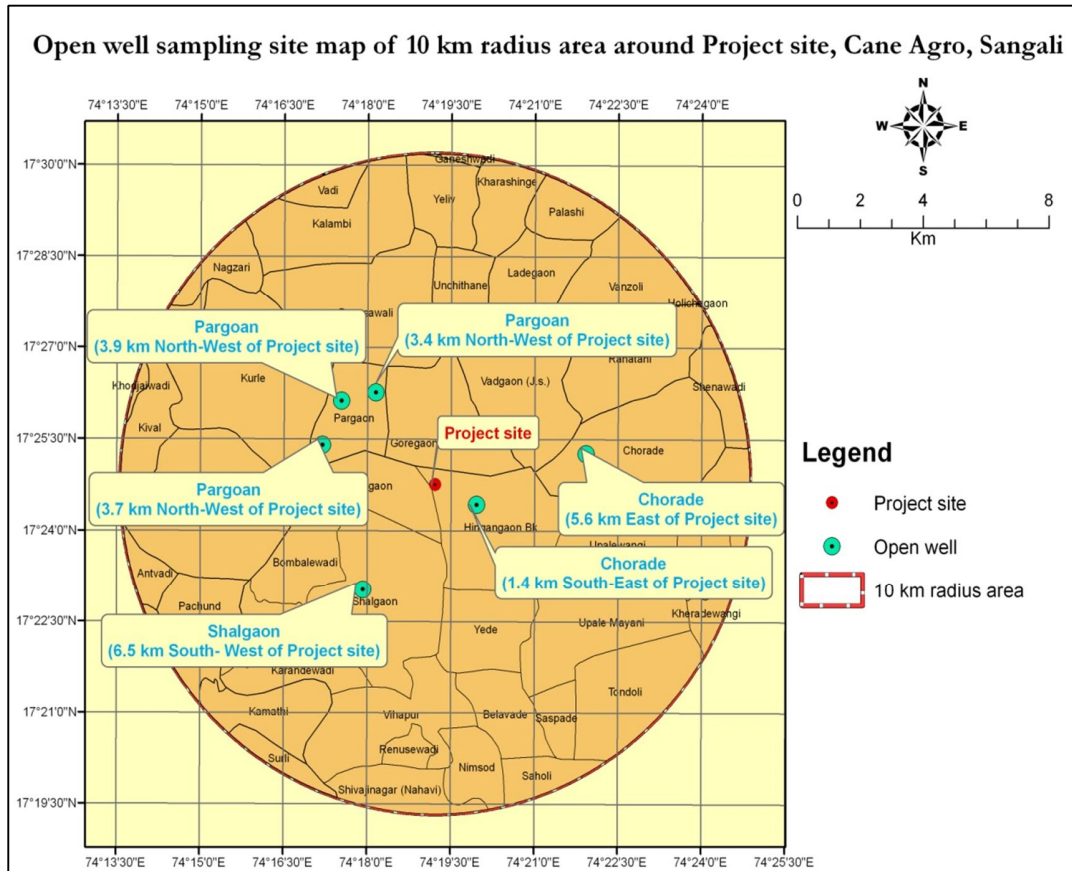 Open well sampling site map of 10 km radius area around Project site, Cane Agro, Sangali
74°13'30"E 74°15'0"E 74°16'30"E 74°18'0"E 74°19'30"E 74°21'0"E 74°22'30"E 74°24'0"E
N
W E
S
0 4 8
Km
17°30'0"N
17°28'30"N
17°27'0"N
17°25'30"N
17°24'0"N
17°22'30"N
17°21'0"N
17°19'30"N
Ganeshwadi
Kharashinge
Vadi
Yeliv
Palashi
Kalambi
Nagzari
Ladegaon
Unchithane
Vanzoli
Pargoan
(3.9 km North-West of Project site)
Pargoan
(3.4 km North-West of Project site)
Khodjaiwadi
Kurle
Vadgaon (J.s.)
Shenawadi
Pargaon
Kival
Goregaon
Project site
Chorade
Pargoan
(3.7 km North-West of Project site)
Chorade
(5.6 km East of Project site)
Hingangaon Bk
Upalewangi
Chorade
(1.4 km South-East of Project site)
Bombalewadi
Antvadi
Pachund
Shalgaon
Kheradewangi
Shalgaon
(6.5 km South- West of Project site)
Yede
Upale Mayani
Karandewadi
Tondoli
Kamathi
Vihapur
Belavade
Saspade
Renusewadi
Surli
Nimsod
Saholi
Shivajinagar (Nahavi)
Legend
Project site
Open well
10 km radius area
74°13'30"E 74°15'0"E 74°16'30"E 74°18'0"E 74°19'30"E 74°21'0"E 74°22'30"E 74°24'0"E 74°25'30"E